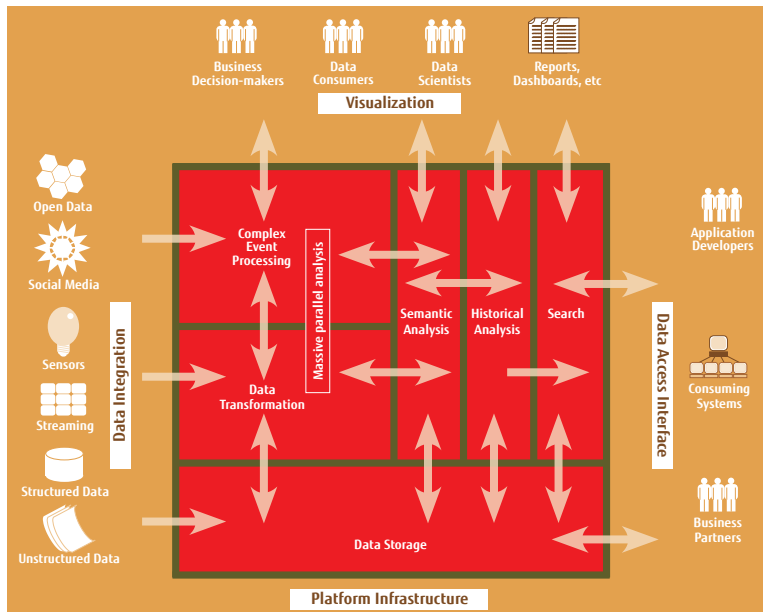 Business
Decision-makers
Data
Consumers
Data
Scientists
Reports,
Dashboards, etc
Visualization
Open Data
Social Media
Sensors
Streaming
Structured Data
Unstructured Data
Data Integration
Complex
Event
Processing
Massive parallel analysis
Data
Transformation
Semantic
Analysis
Historical
Analysis
Search
Data Storage
Data Access Interface
Application
Developers
Consuming
Systems
Business
Partners
Platform Infrastructure